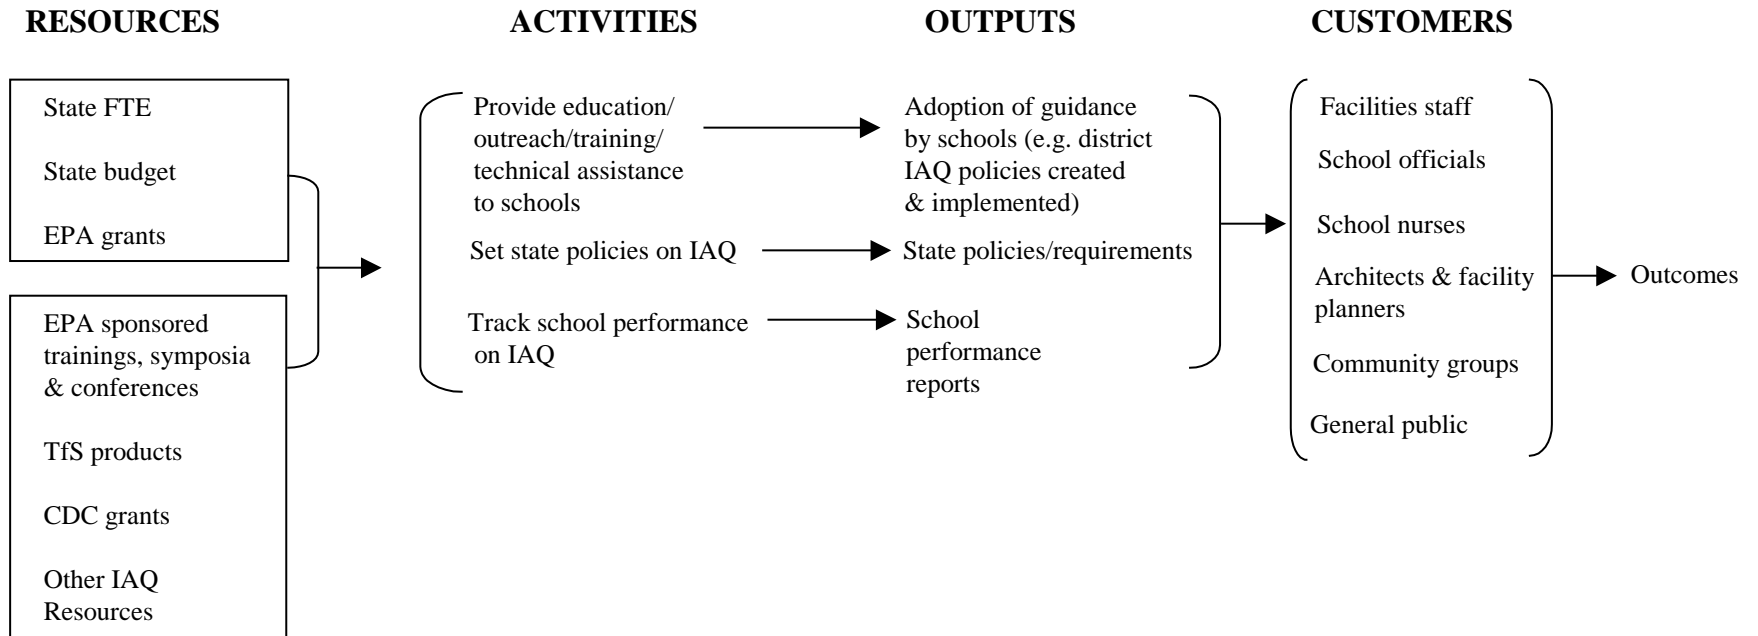 RESOURCES
ACTIVITIES
OUTPUTS
CUSTOMERS
State FTE
State budget
EPA grants
EPA sponsored
trainings, symposia
& conferences
TfS products
CDC grants
Other IAQ
Resources
Provide education/
outreach/training/
technical assistance
to schools
Set state policies on IAQ
Track school performance
on IAQ
Adoption of guidance
by schools (e.g. district
IAQ policies created
& implemented)
State policies/requirements
School
performance
reports
Facilities staff
School officials
School nurses
Architects & facility
planners
Community groups
General public
Outcomes